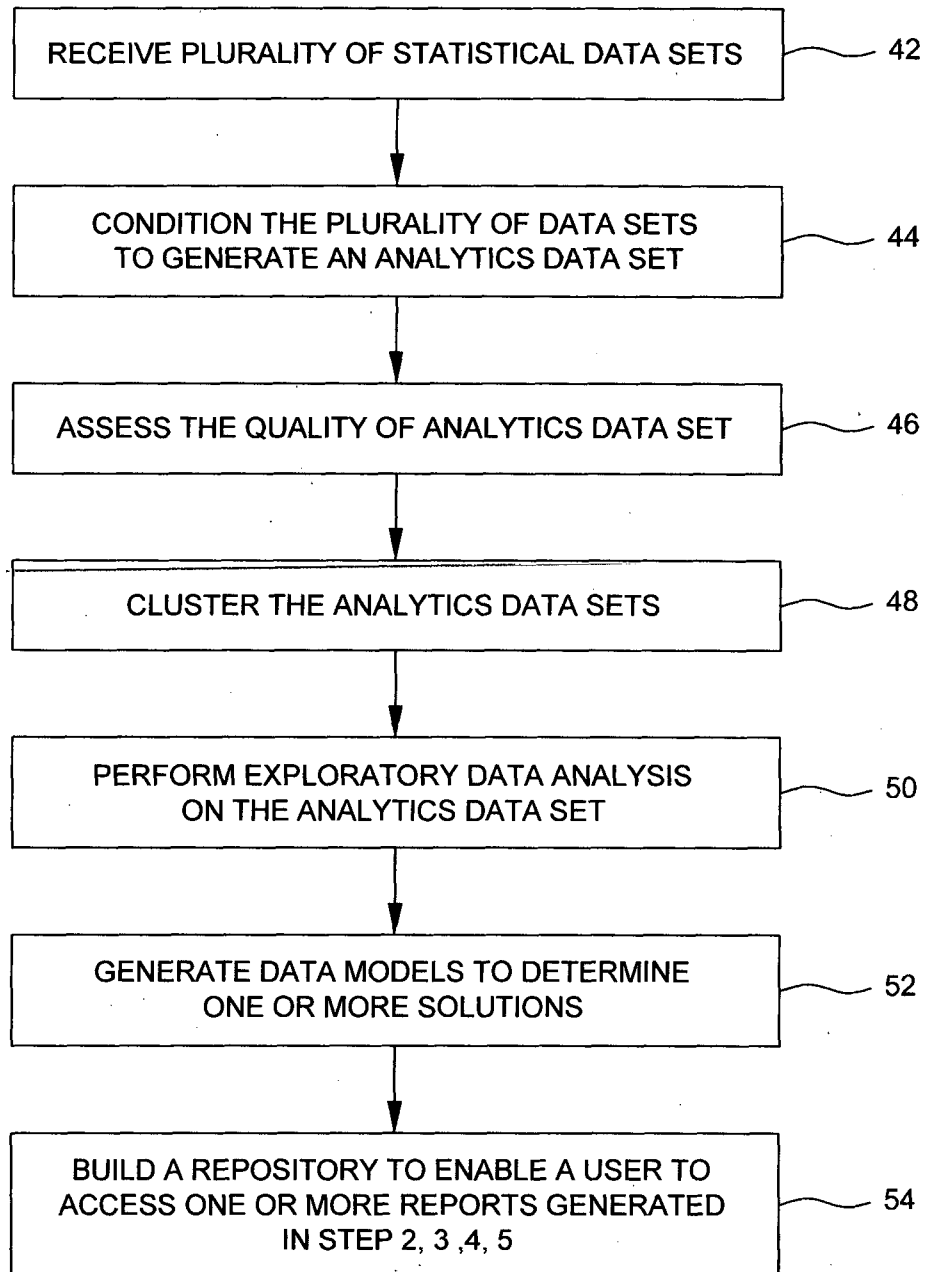 RECEIVE PLURALITY OF STATISTICAL DATA SETS
42
CONDITION THE PLURALITY OF DATA SETS
TO GENERATE AN ANALYTICS DATA SET
44
ASSESS THE QUALITY OF ANALYTICS DATA SET
46
CLUSTER THE ANALYTICS DATA SETS
48
PERFORM EXPLORATORY DATA ANALYSIS
ON THE ANALYTICS DATA SET
50
GENERATE DATA MODELS TO DETERMINE
ONE OR MORE SOLUTIONS
52
BUILD A REPOSITORY TO ENABLE A USER TO
ACCESS ONE OR MORE REPORTS GENERATED
IN STEP 2, 3 ,4, 5
54